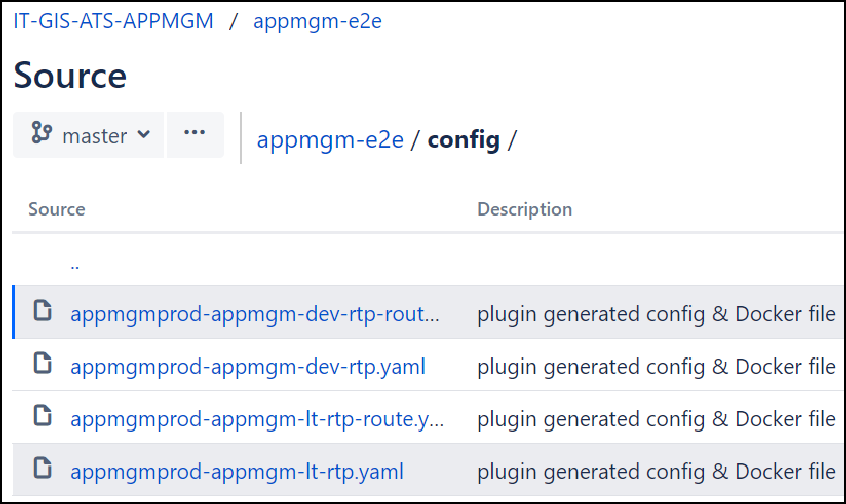 IT-GIS-ATS-APPMGM / appmgm-e2e
Source
master ... appmgm-e2e / config /
Source Description
..
appmgmprod-appmgm-dev-rtp-rout... plugin generated config & Docker file
appmgmprod-appmgm-dev-rtp.yaml plugin generated config & Docker file
appmgmprod-appmgm-lt-rtp-route.y... plugin generated config & Docker file
appmgmprod-appmgm-lt-rtp.yaml plugin generated config & Docker file